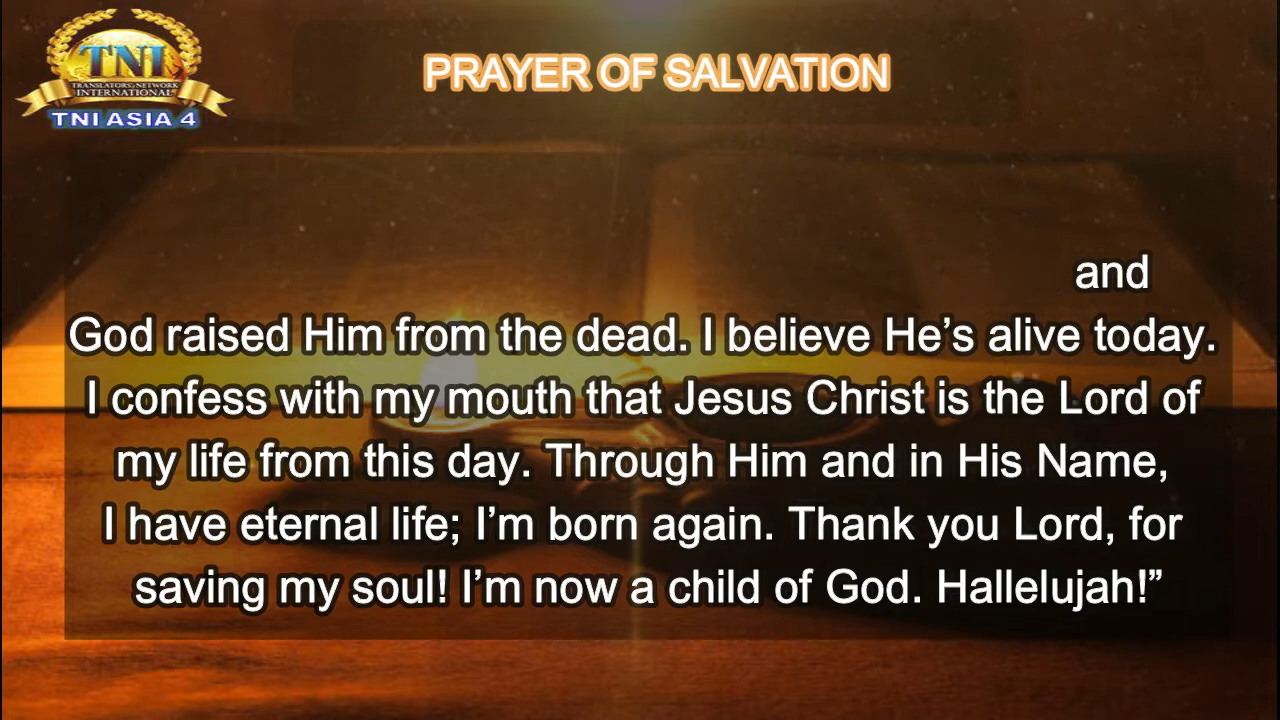 TNI
TRANSLATORS' NETWORK
INTERNATIONAL
TNI ASIA 4
PRAYER OF SALVATION
and
God raised Him from the dead. I believe He’s alive today.
I confess with my mouth that Jesus Christ is the Lord of
my life from this day. Through Him and in His Name,
I have eternal life; I’m born again. Thank you Lord, for
saving my soul! I’m now a child of God. Hallelujah!”